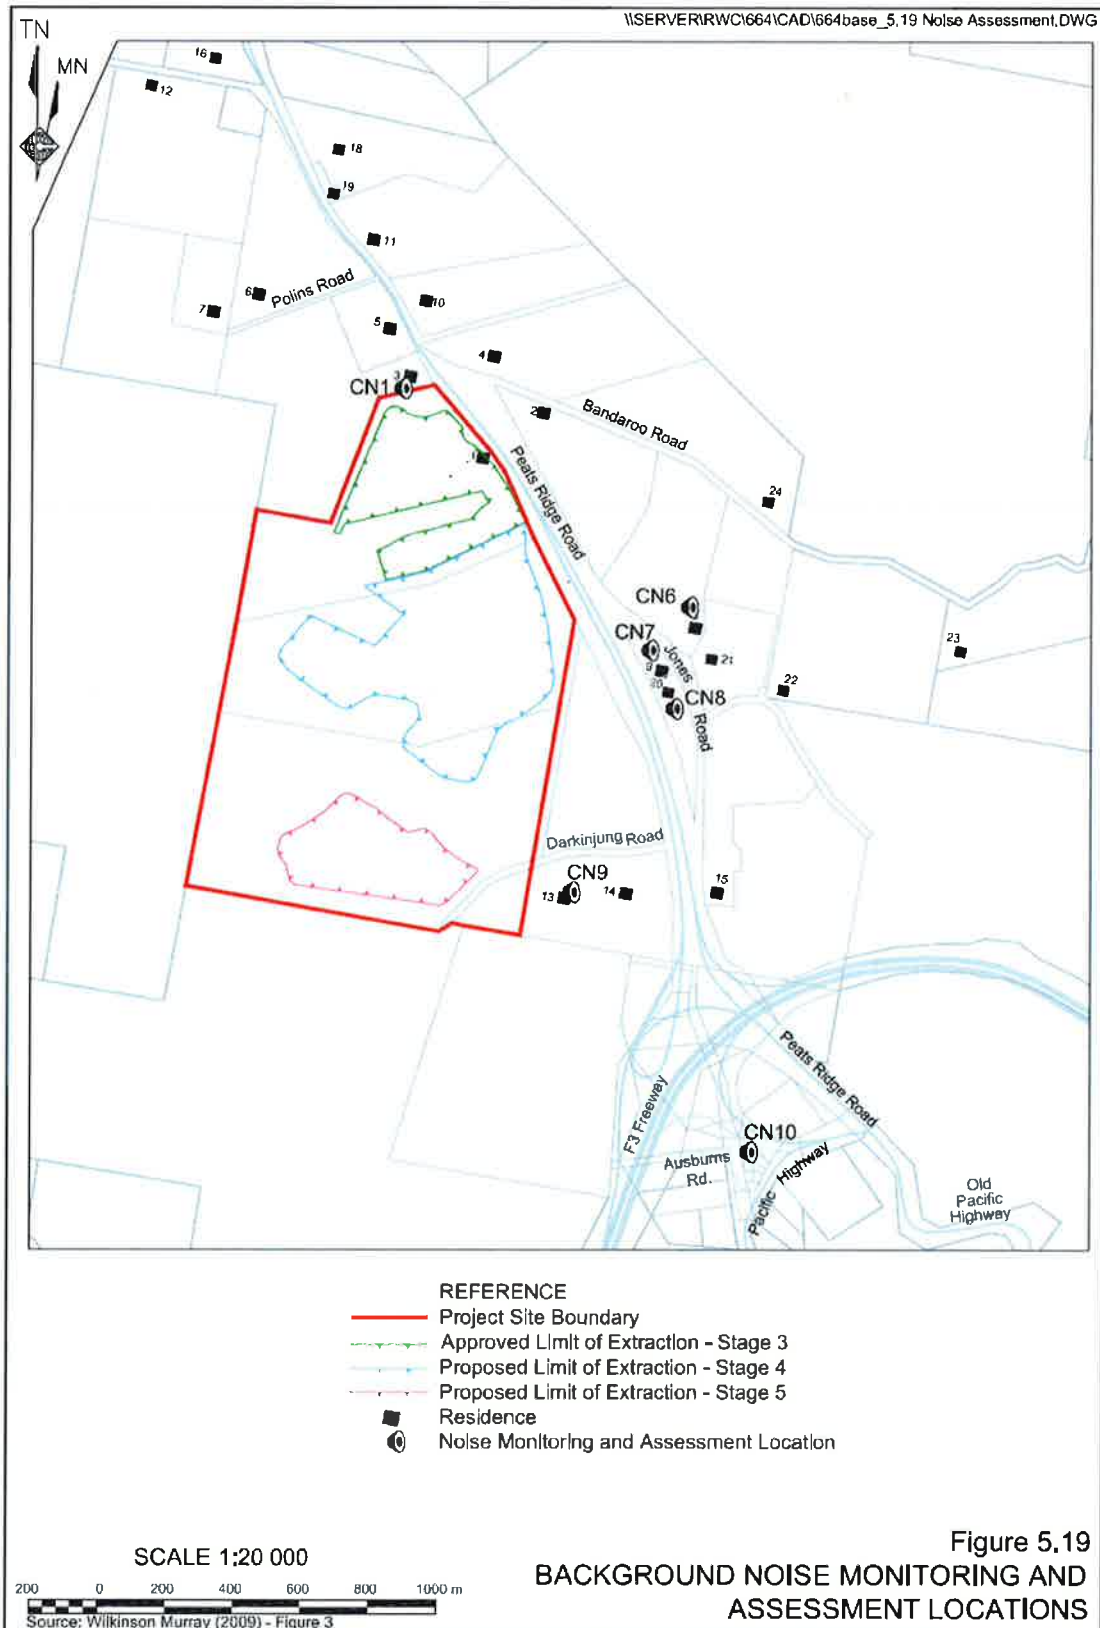 \\SERVER\RWC\664\CAD\664base_5.19 Noise Assessment.DWG
TN
MN
16
12
18
19
11
6
Polins Road
7
10
5
4
3
CN1
2
Bandaroo Road
1
Peats Ridge Road
24
CN6
CN7
Jones
21
9
20
CN8
Road
22
23
Darkinjung Road
CN9
13
14
15
F3 Freeway
Peats Ridge Road
CN10
Ausburns
Rd.
Pacific Highway
Old
Pacific
Highway
REFERENCE
Project Site Boundary
Approved Limit of Extraction - Stage 3
Proposed Limit of Extraction - Stage 4
Proposed Limit of Extraction - Stage 5
Residence
Noise Monitoring and Assessment Location
SCALE 1:20 000
200 0 200 400 600 800 1000 m
Source: Wilkinson Murray (2009) - Figure 3
Figure 5.19
BACKGROUND NOISE MONITORING AND
ASSESSMENT LOCATIONS